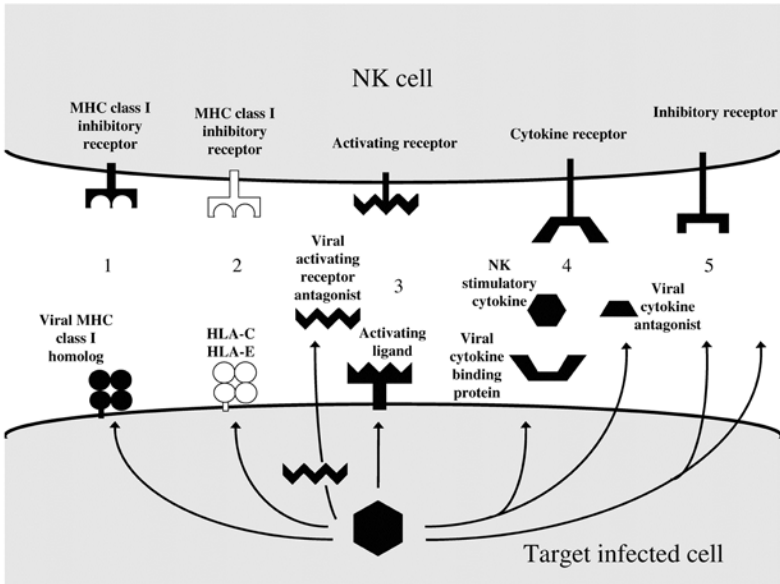 NK cell
MHC class I
inhibitory
receptor
MHC class I
inhibitory
receptor
Activating receptor
Cytokine receptor
Inhibitory receptor
1
2
3
4
5
Viral
activating
receptor
antagonist
NK
stimulatory
cytokine
Viral
cytokine
antagonist
Viral MHC
class I
homolog
HLA-C
HLA-E
Activating
ligand
Viral
cytokine
binding
protein
Target infected cell